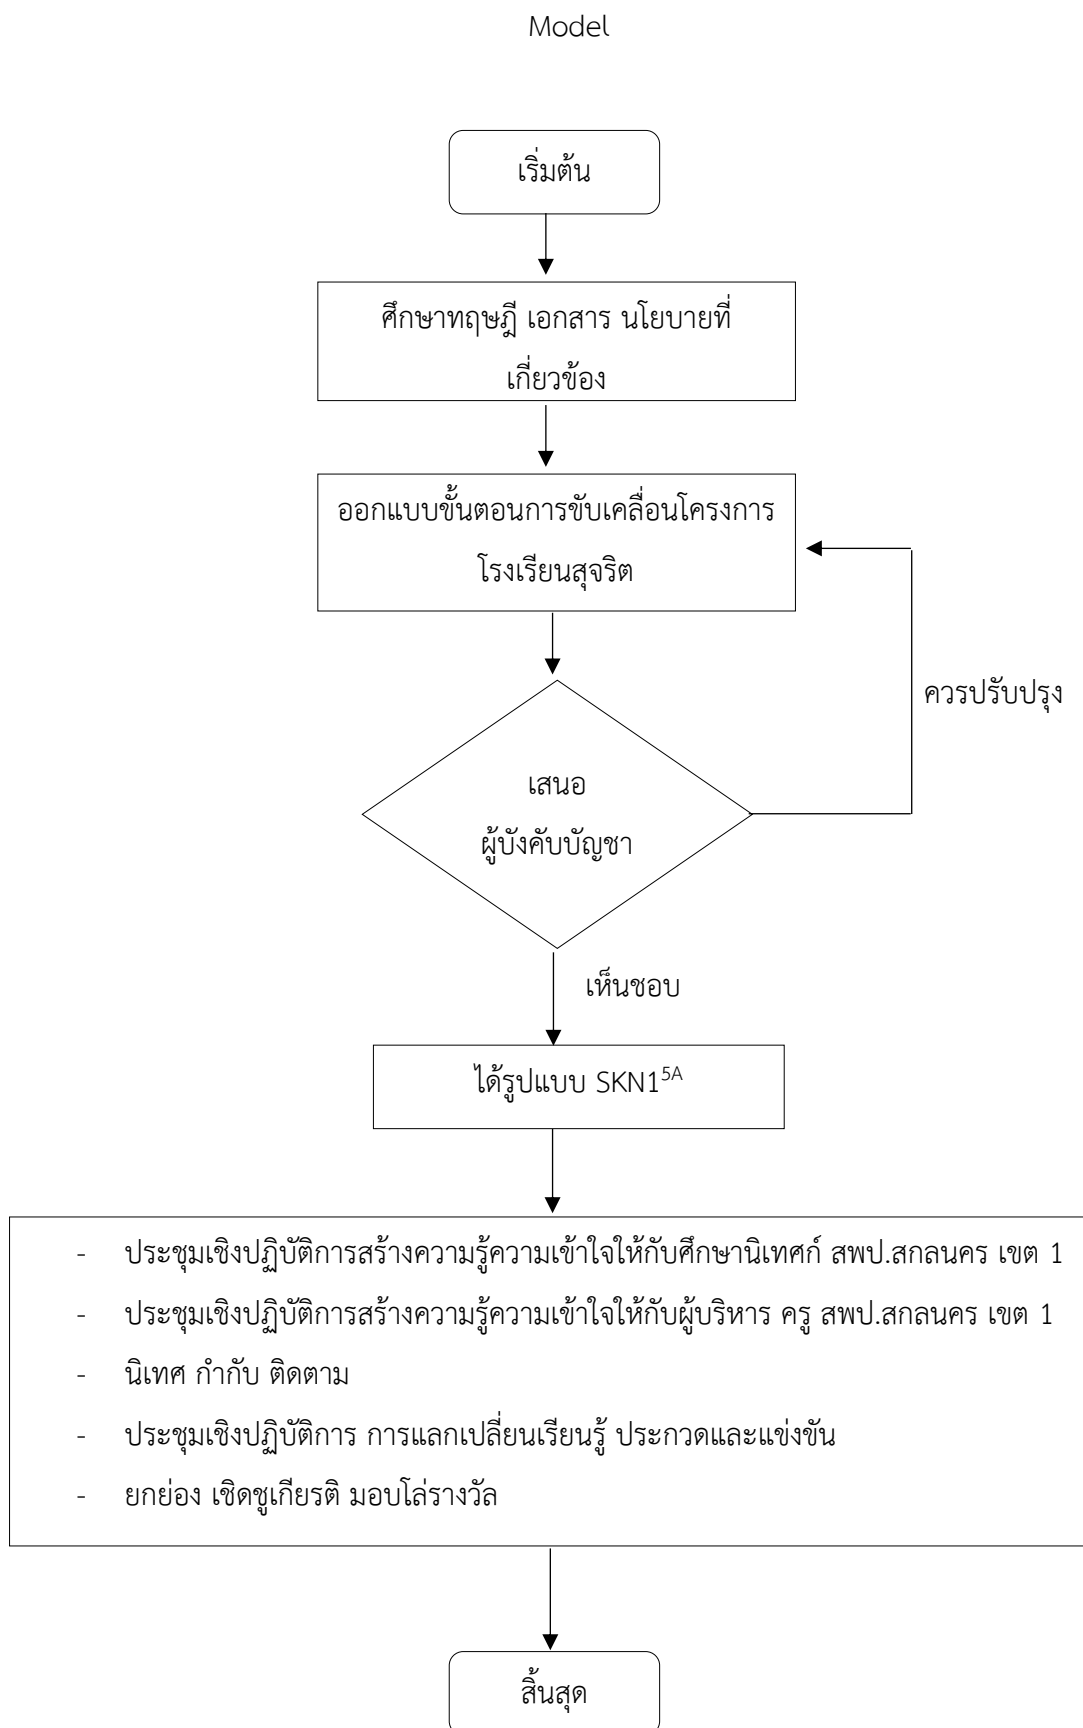 Model
เริ่มต้น
ศึกษาทฤษฎี เอกสาร นโยบายที่
เกี่ยวข้อง
ออกแบบขั้นตอนการขับเคลื่อนโครงการ
โรงเรียนสุจริต
ควรปรับปรุง
เสนอ
ผู้บังคับบัญชา
เห็นชอบ
ได้รูปแบบ SKN1⁵ᴬ
- ประชุมเชิงปฏิบัติการสร้างความรู้ความเข้าใจให้กับศึกษานิเทศก์ สพป.สกลนคร เขต 1
- ประชุมเชิงปฏิบัติการสร้างความรู้ความเข้าใจให้กับผู้บริหาร ครู สพป.สกลนคร เขต 1
- นิเทศ กำกับ ติดตาม
- ประชุมเชิงปฏิบัติการ การแลกเปลี่ยนเรียนรู้ ประกวดและแข่งขัน
- ยกย่อง เชิดชูเกียรติ มอบโล่รางวัล
สิ้นสุด